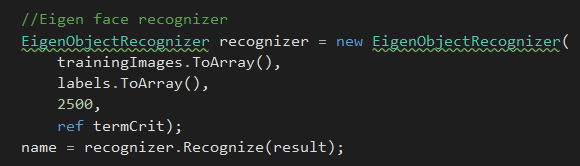 //Eigen face recognizer
EigenObjectRecognizer recognizer = new EigenObjectRecognizer(
trainingImages.ToArray(),
labels.ToArray(),
2500,
ref termCrit);
name = recognizer.Recognize(result);